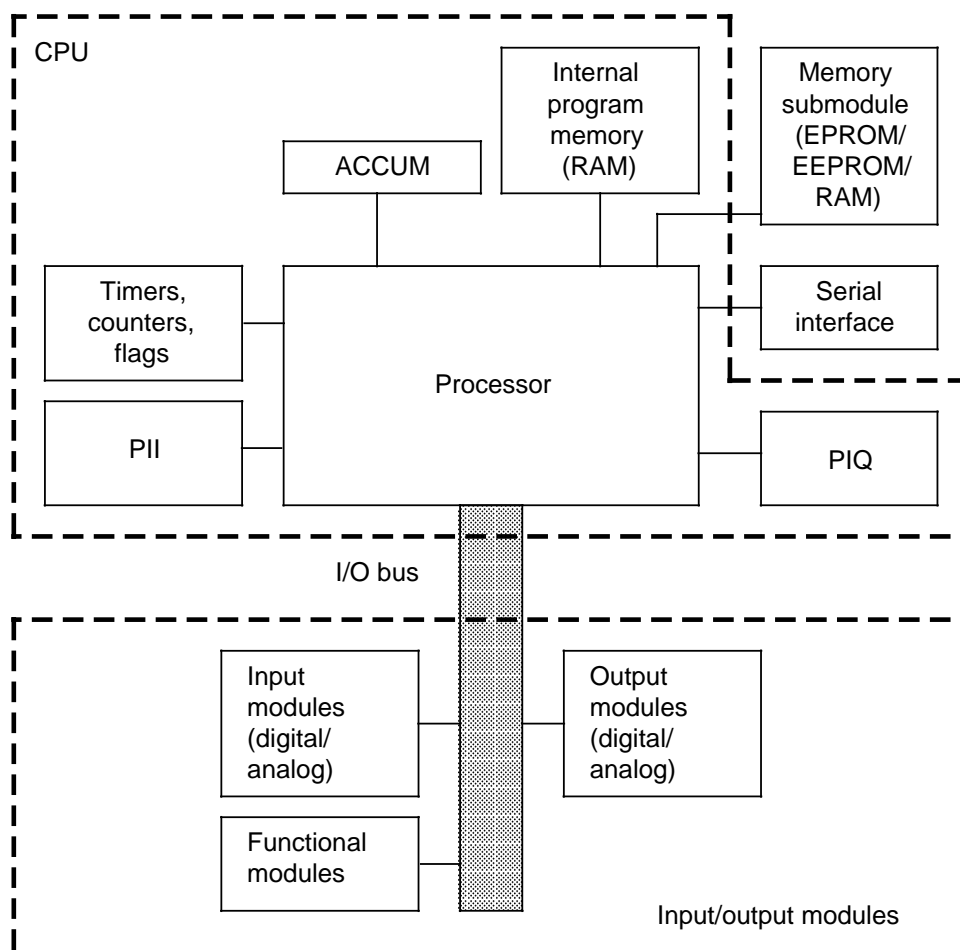 CPU
Internal
program
memory
(RAM)
Memory
submodule
(EPROM/
EEPROM/
RAM)
ACCUM
Timers,
counters,
flags
Serial
interface
Processor
PII
PIQ
I/O bus
Input
modules
(digital/
analog)
Output
modules
(digital/
analog)
Functional
modules
Input/output modules